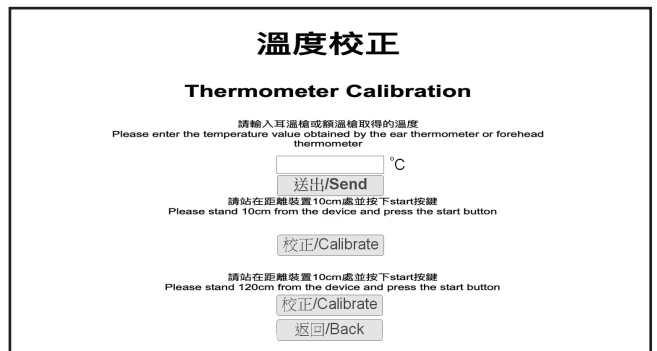 溫度校正
Thermometer Calibration
請輸入耳溫槍或額溫槍取得的溫度
Please enter the temperature value obtained by the ear thermometer or forehead
thermometer
°C
送出/Send
請站在距離裝置10cm處並按下start按鍵
Please stand 10cm from the device and press the start button
校正/Calibrate
請站在距離裝置10cm處並按下start按鍵
Please stand 120cm from the device and press the start button
校正/Calibrate
返回/Back